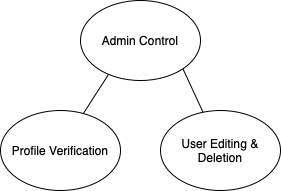 Admin Control
Profile Verification
User Editing &
Deletion